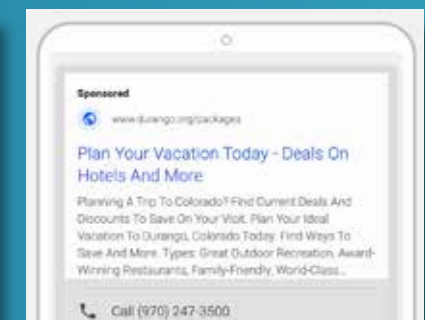 Sponsored
www.durango.org/packages
Plan Your Vacation Today - Deals On
Hotels And More
Planning A Trip To Colorado? Find Current Deals And
Discounts To Save On Your Visit. Plan Your Ideal
Vacation To Durango, Colorado Today. Find Ways To
Save And More. Types: Great Outdoor Recreation, Award-
Winning Restaurants, Family-Friendly, World-Class...
Call (970) 247-3500